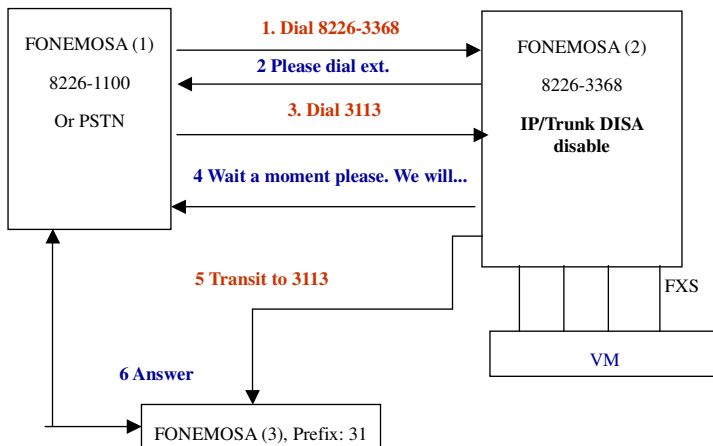 1. Dial 8226-3368
FONEMOSA (1)
8226-1100
Or PSTN
2 Please dial ext.
3. Dial 3113
4 Wait a moment please. We will...
FONEMOSA (2)
8226-3368
IP/Trunk DISA
disable
5 Transit to 3113
FXS
VM
6 Answer
FONEMOSA (3), Prefix: 31